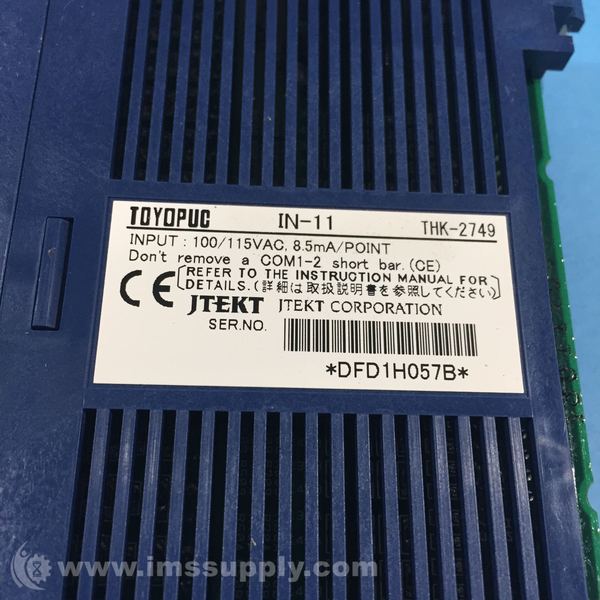 TOYOPUC IN-11 THK-2749
INPUT : 100/115VAC, 8.5mA/POINT
Don't remove a COM1-2 short bar. (CE)
[REFER TO THE INSTRUCTION MANUAL FOR
DETAILS. (詳細は取扱説明書を参照してください)]
CE JTEKT JTEKT CORPORATION
SER.NO.
*DFD1H057B*
www.imssupply.com